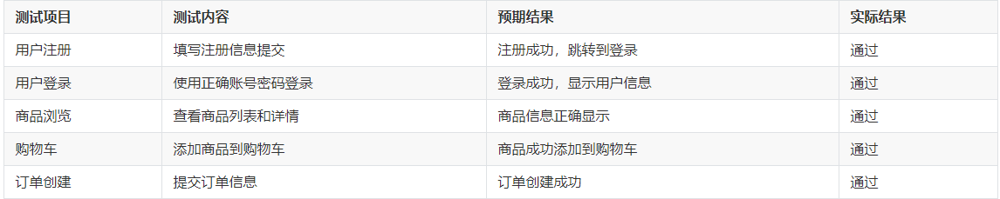 测试项目 测试内容 预期结果 实际结果
用户注册 填写注册信息提交 注册成功，跳转到登录 通过
用户登录 使用正确账号密码登录 登录成功，显示用户信息 通过
商品浏览 查看商品列表和详情 商品信息正确显示 通过
购物车 添加商品到购物车 商品成功添加到购物车 通过
订单创建 提交订单信息 订单创建成功 通过